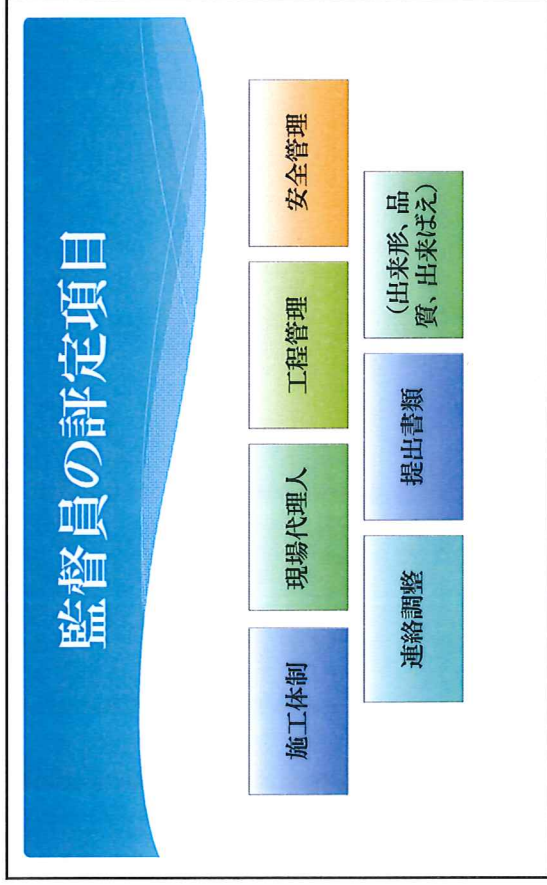 監督員の評定項目
施工体制
現場代理人
工程管理
安全管理
連絡調整
提出書類
(出来形、品
質、出来ばえ)